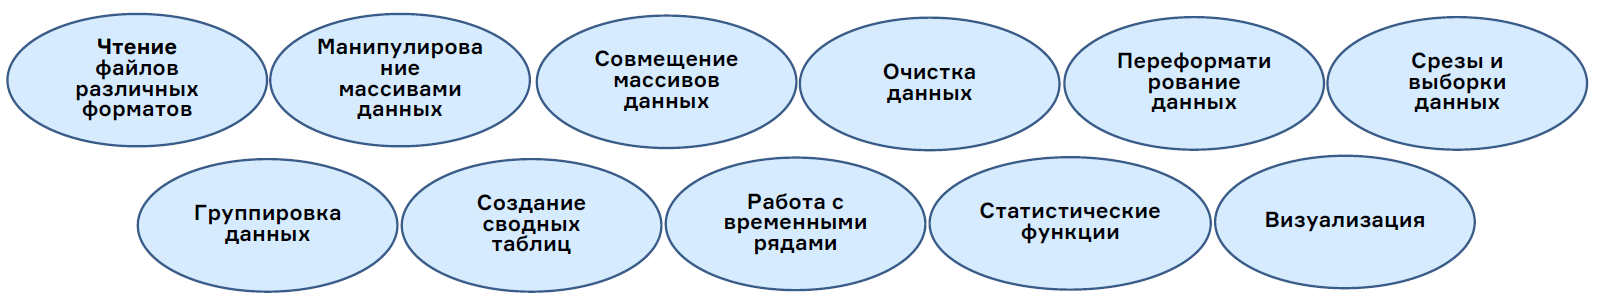 Чтение
файлов
различных
форматов
Манипулирова
ние
массивами
данных
Совмещение
массивов
данных
Очистка
данных
Переформати
рование
данных
Срезы и
выборки
данных
Группировка
данных
Создание
сводных
таблиц
Работа с
временными
рядами
Статистические
функции
Визуализация